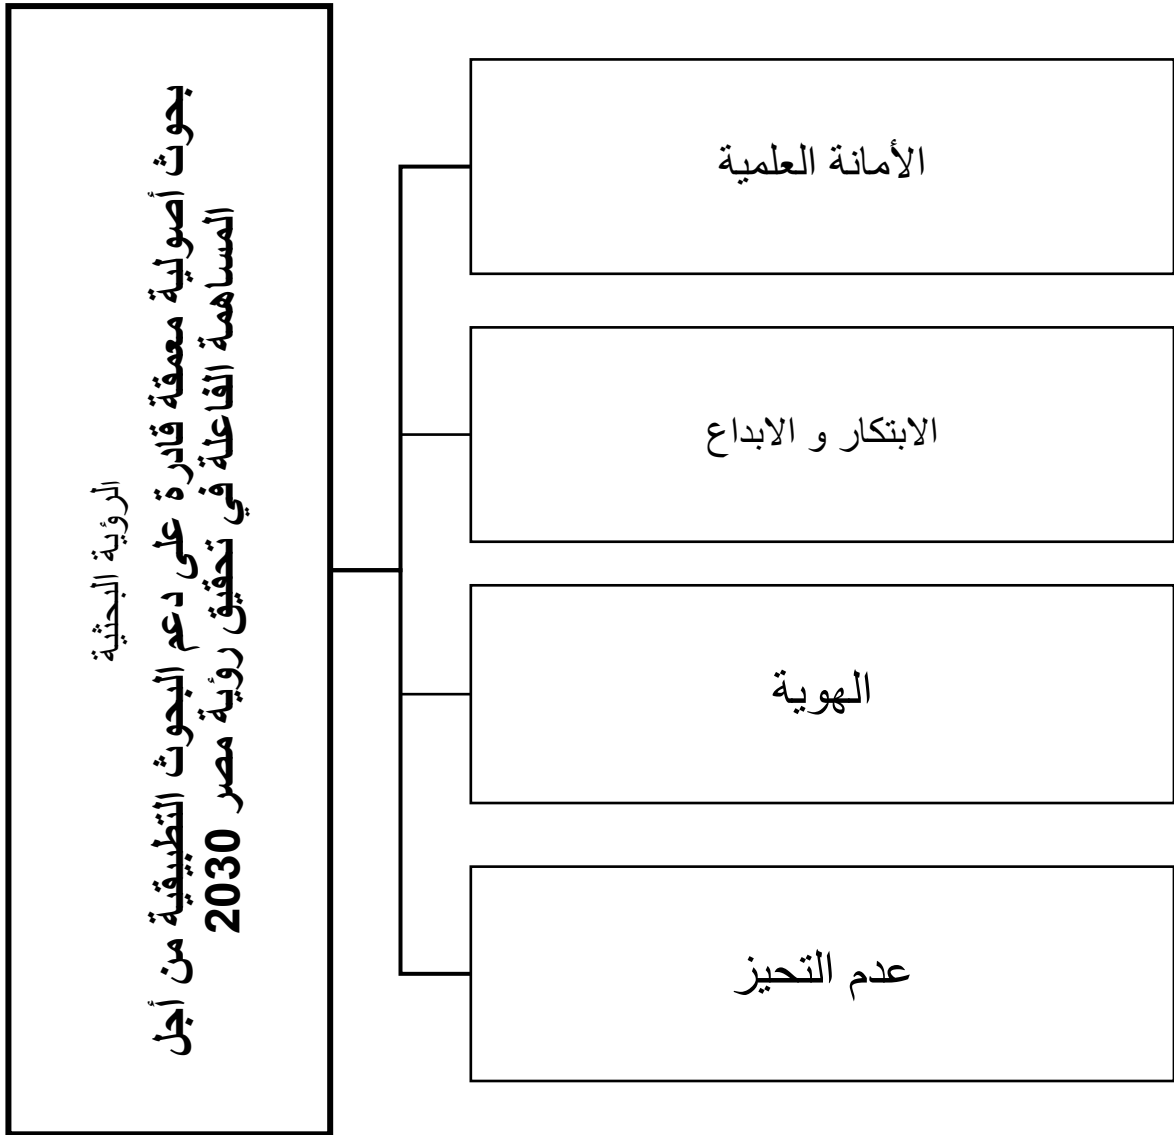 الرؤية البحثية
بحوث أصولية معمقة قادرة على دعم البحوث التطبيقية من أجل
المساهمة الفاعلة في تحقيق رؤية مصر 2030
الأمانة العلمية
الابتكار و الابداع
الهوية
عدم التحيز